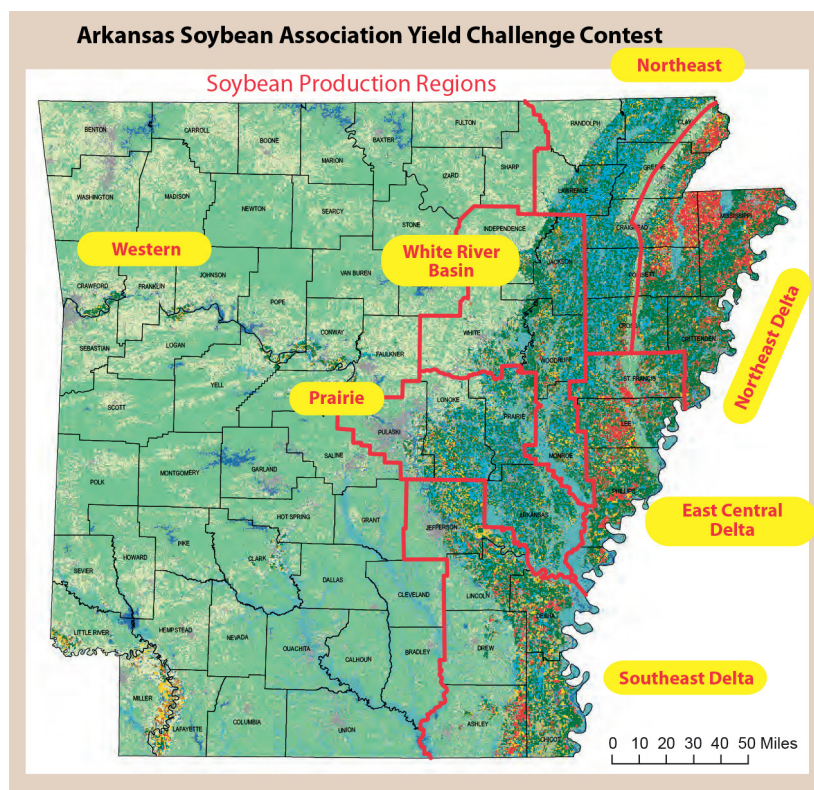 Arkansas Soybean Association Yield Challenge Contest
Northeast
Soybean Production Regions
FULTON
RANDOLPH
CLAY
BENTON
CARROLL
BOONE
BAXTER
MARION
SHARP
IZARD
GREENE
LAWRENCE
WASHINGTON
MADISON
NEWTON
SEARCY
STONE
INDEPENDENCE
MISSISSIPPI
CRAIGHEAD
Western
White River
Basin
JACKSON
POINSETT
CRAWFORD
FRANKLIN
JOHNSON
VAN BUREN
POPE
Northeast Delta
CROSS
CRITTENDEN
CONWAY
WHITE
WOODRUFF
SEBASTIAN
LOGAN
FAULKNER
ST. FRANCIS
YELL
Prairie
LONOKE
PRAIRIE
SCOTT
PULASKI
LEE
SALINE
MONROE
POLK
MONTGOMERY
GARLAND
PHILLIPS
East Central
Delta
HOT SPRING
GRANT
JEFFERSON
ARKANSAS
PIKE
CLARK
HOWARD
SEVIER
DALLAS
CLEVELAND
LINCOLN
DESHA
LITTLE RIVER
HEMPSTEAD
NEVADA
OUACHITA
CALHOUN
BRADLEY
DREW
Southeast Delta
MILLER
LAFAYETTE
COLUMBIA
UNION
ASHLEY
CHICOT
0 10 20 30 40 50 Miles